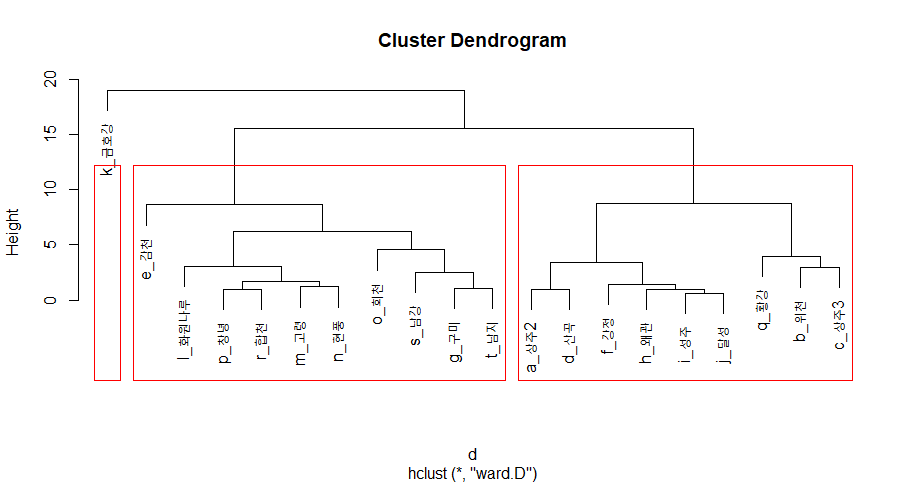 Cluster Dendrogram
Height
20
15
10
5
0
k_금호강
e_감천
l_화원나루
p_창녕
r_합천
m_고령
n_현풍
o_회천
s_남강
g_구미
t_남지
a_상주2
d_산곡
f_강정
h_왜관
i_성주
j_달성
q_황강
b_위천
c_상주3
d
hclust (*, "ward.D")